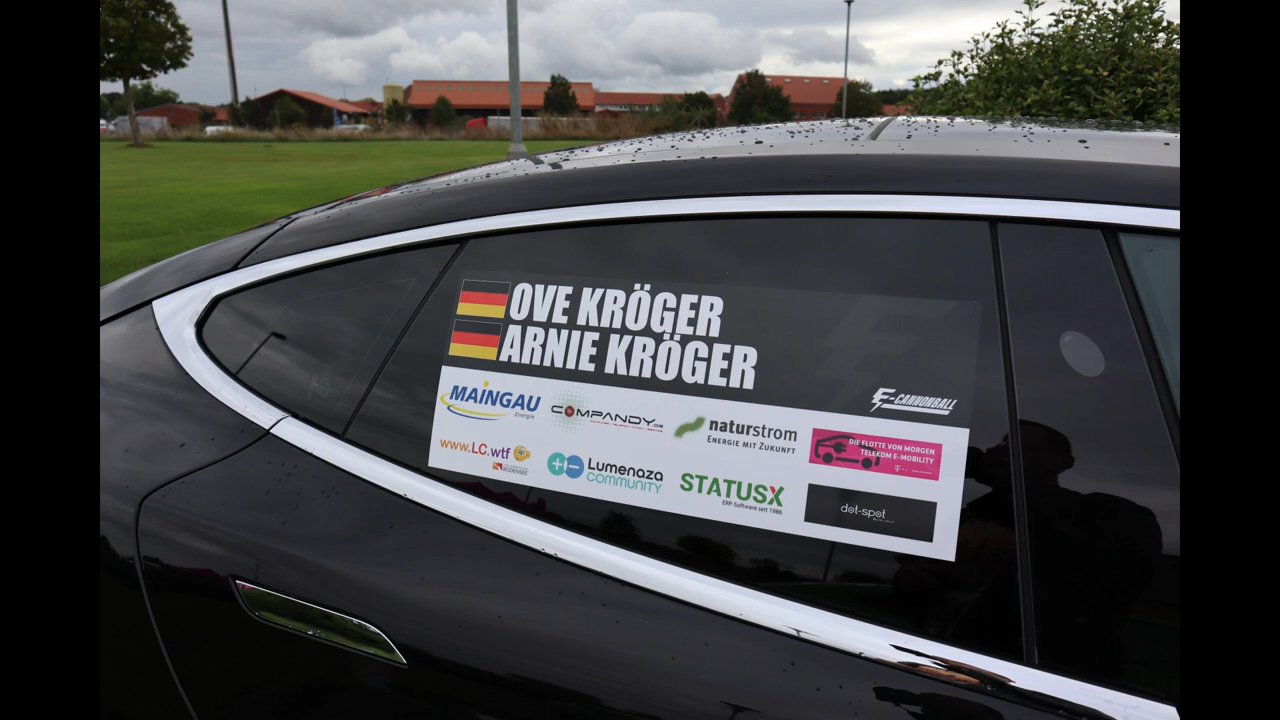 OVE KRÖGER
ARNIE KRÖGER
E-CANNONBALL
MAINGAU
Energie
COMPANDY.DE
naturstrom
ENERGIE MIT ZUKUNFT
DIE FLOTTE VON MORGEN
TELEKOM E-MOBILITY
www.LC.wtf
BODENSEE
Lumenaza
COMMUNITY
STATUSX
ERP-Software seit 1986
dot-spot